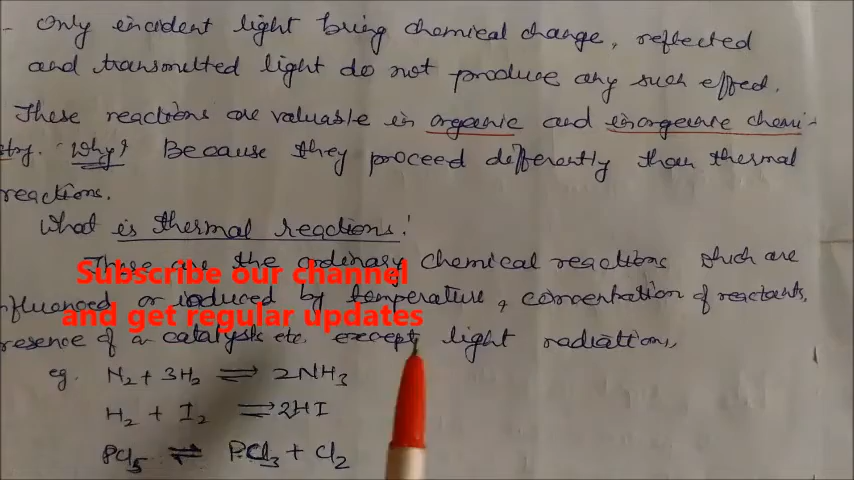 - Only incident light bring chemical change, reflected
and transmitted light do not produce any such effect.
These reactions are valuable in organic and inorganic chemi-
stry. Why? Because they proceed differently than thermal
reactions.
What is thermal reactions!
These are the ordinary chemical reactions which are
influenced or induced by temperature, concentration of reactants,
Subscribe our channel
and get regular updates
presence of a catalysts etc. except light radiations,
eg. N2 + 3H2 ⇌ 2NH3
H2 + I2 ⇌ 2HI
PCl5 ⇌ PCl3 + Cl2